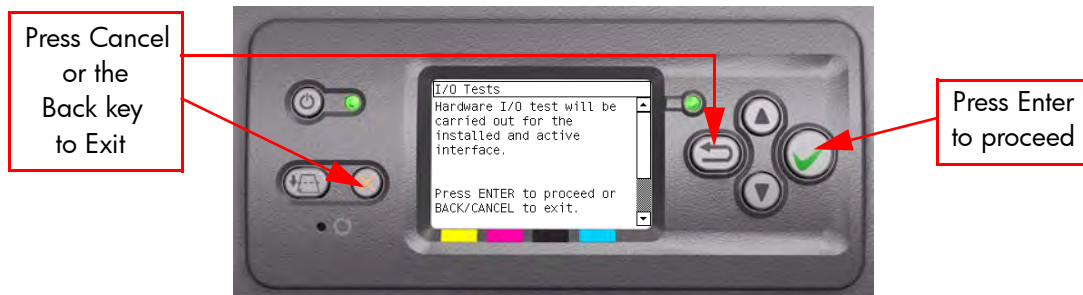 Press Cancel
or the
Back key
to Exit
I/O Tests
Hardware I/O test will be
carried out for the
installed and active
interface.
Press ENTER to proceed or
BACK/CANCEL to exit.
Press Enter
to proceed